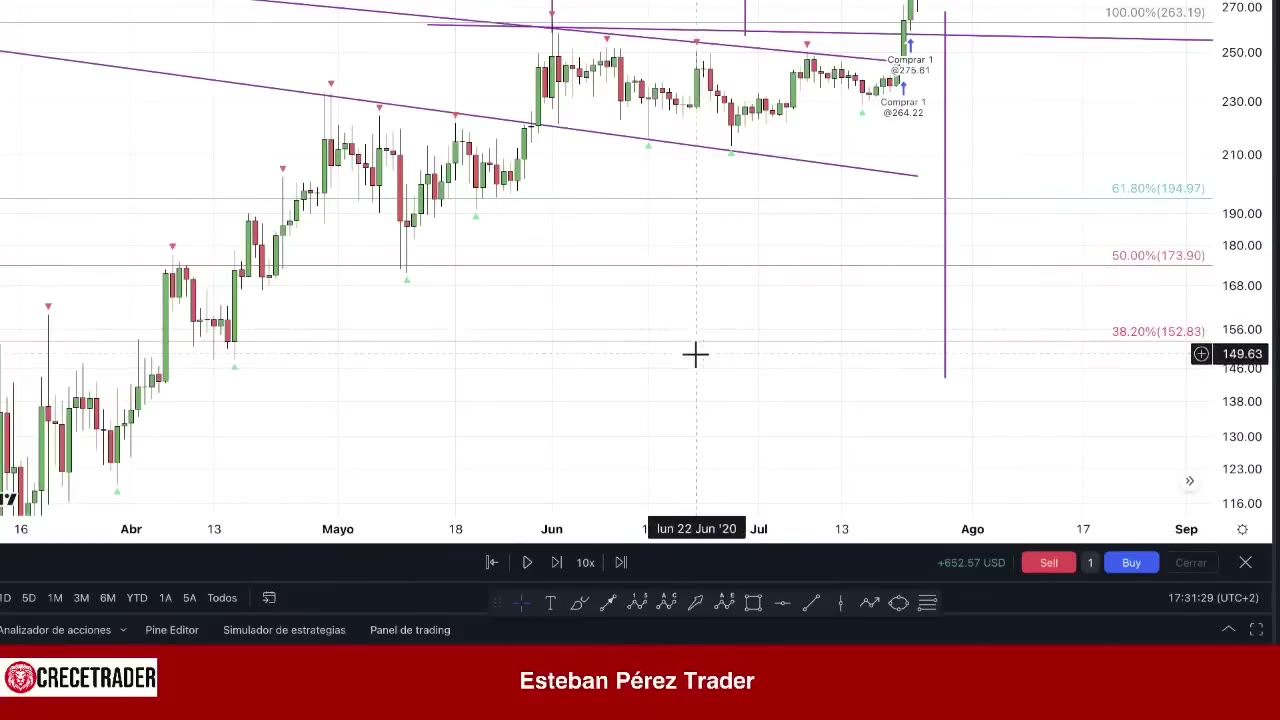 100.00%(263.19)
270.00
250.00
Comprar 1
@275.61
Comprar 1
@264.22
230.00
210.00
61.80%(194.97)
190.00
180.00
50.00%(173.90)
168.00
38.20%(152.83)
156.00
149.63
146.00
138.00
130.00
123.00
116.00
16
Abr
13
Mayo
18
Jun
lun 22 Jun '20
Jul
13
Ago
17
Sep
10x
+652.57 USD
Sell
1
Buy
Cerrar
1D 5D 1M 3M 6M YTD 1A 5A Todos
17:31:29 (UTC+2)
Analizador de acciones
Pine Editor
Simulador de estrategias
Panel de trading
CRECETRADER
Esteban Pérez Trader